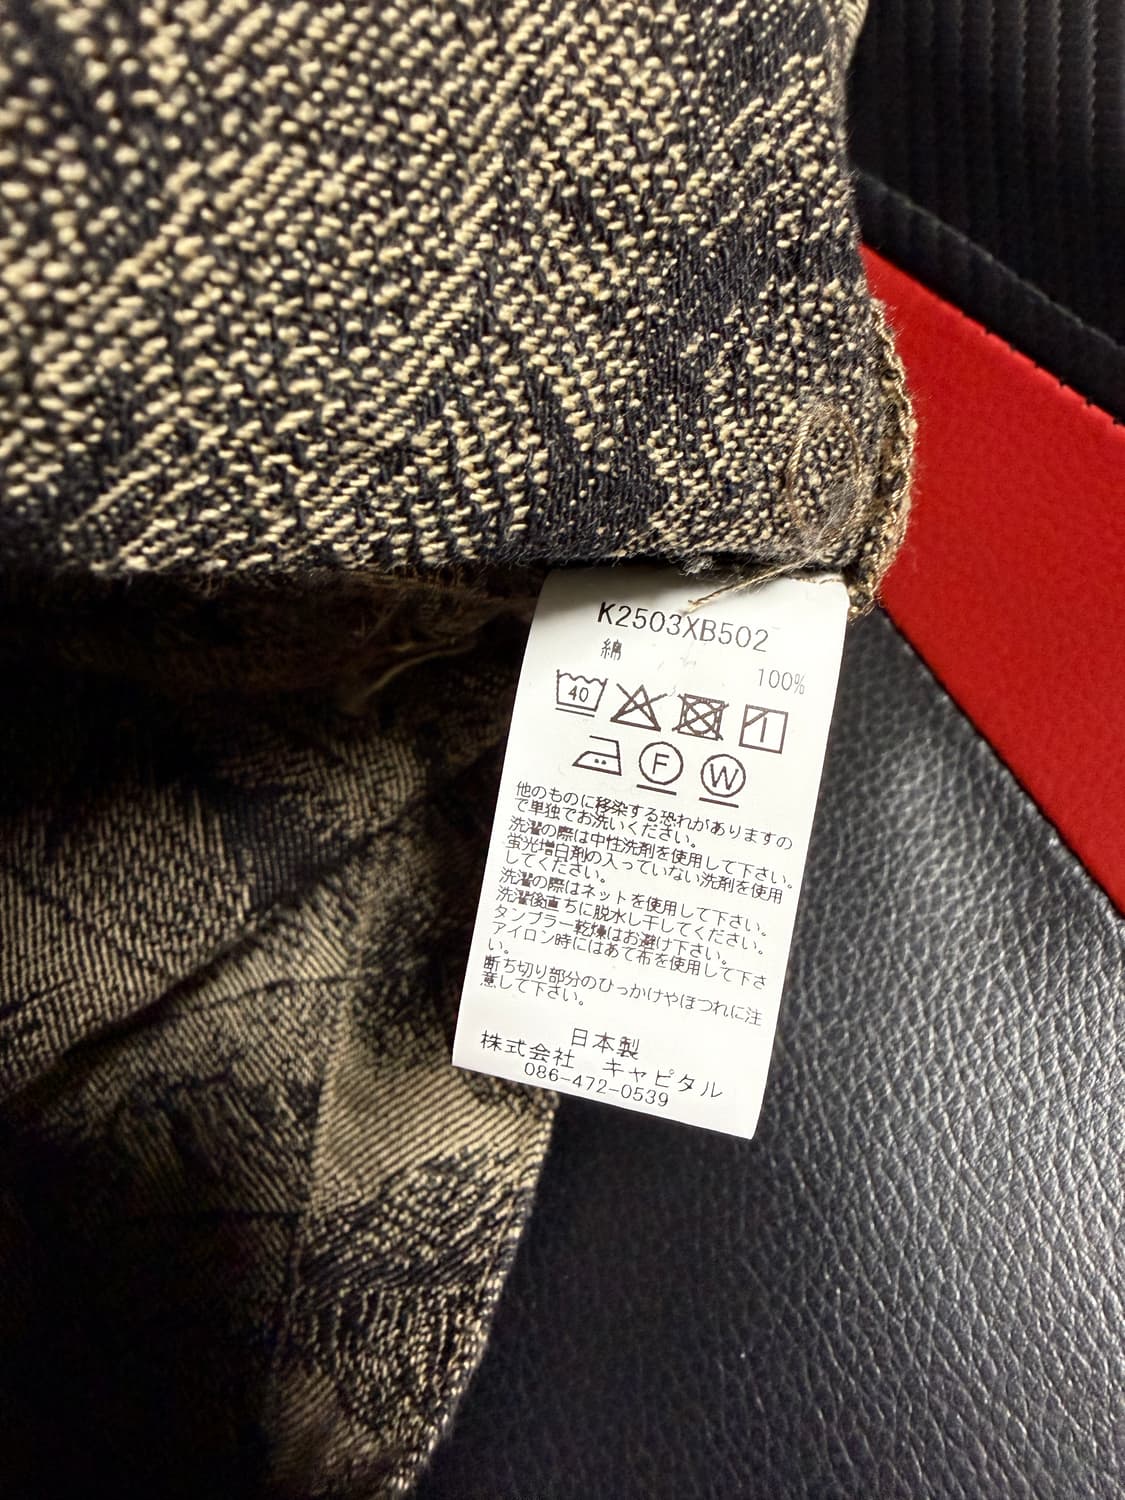 K2503XB502
綿 100%
40
F W
他のものに移染する恐れがありますの
で単独でお洗いください。
洗濯の際は中性洗剤を使用して下さい。
蛍光増白剤の入っていない洗剤を使用
してください。
洗濯の際はネットを使用して下さい。
洗濯後直ちに脱水し干してください。
タンブラー乾燥はお避け下さい。
アイロン時にはあて布を使用して下さ
い。
断ち切り部分のひっかけやほつれに注
意して下さい。
日本製
株式会社 キャピタル
086-472-0539